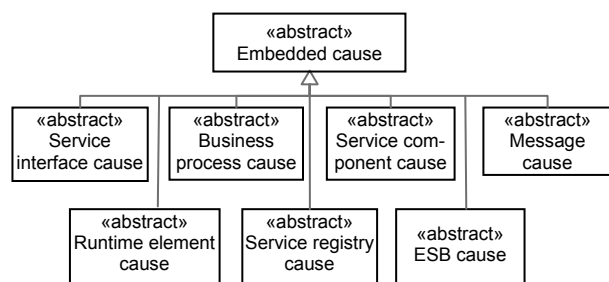 «abstract»
Embedded cause
«abstract»
Service
interface cause
«abstract»
Business
process cause
«abstract»
Service com-
ponent cause
«abstract»
Message
cause
«abstract»
Runtime element
cause
«abstract»
Service registry
cause
«abstract»
ESB cause